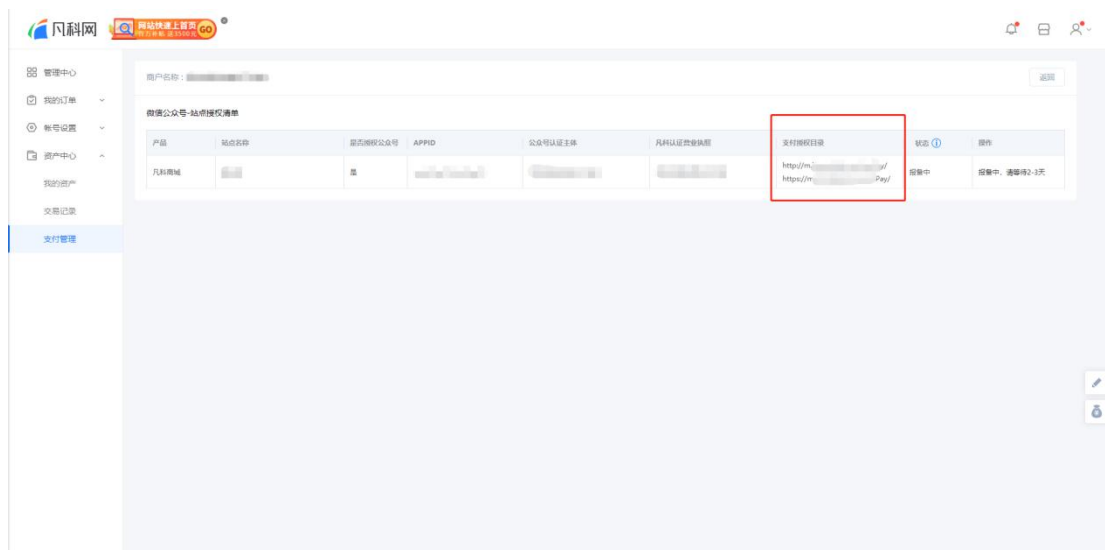 凡科网
网站快速上首页
GO
管理中心
我的订单
帐号设置
资产中心
我的资产
交易记录
支付管理
商户名称：
返回
微信公众号-站点授权清单
产品 站点名称 是否授权公众号 APPID 公众号认证主体 凡科认证营业执照 支付授权目录 状态 操作
凡科商城 是 http://m. y/ 报备中 报备中，请等待2-3天
https://m Pay/